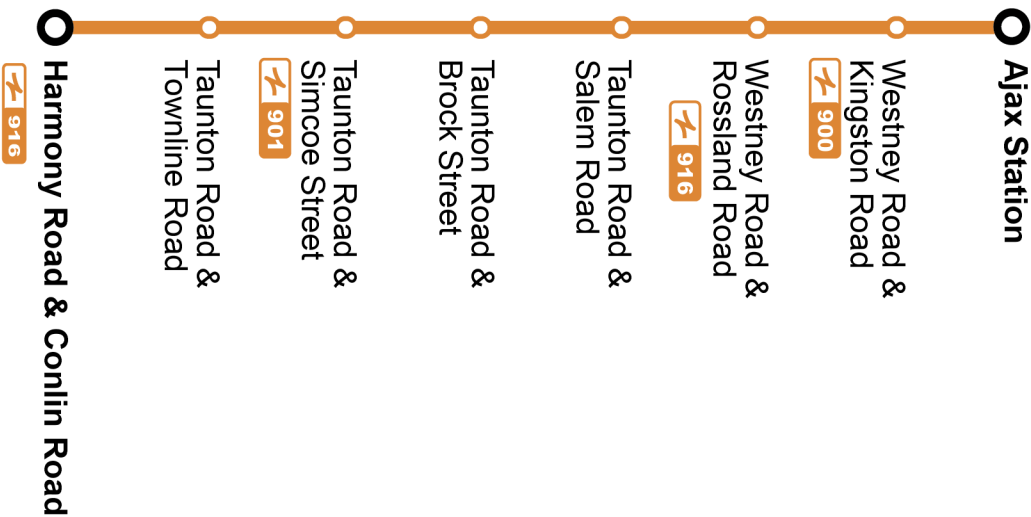 Ajax Station
Westney Road &
Kingston Road
900
Westney Road &
Rossland Road
916
Taunton Road &
Salem Road
Taunton Road &
Brock Street
Taunton Road &
Simcoe Street
901
Taunton Road &
Townline Road
Harmony Road & Conlin Road
916